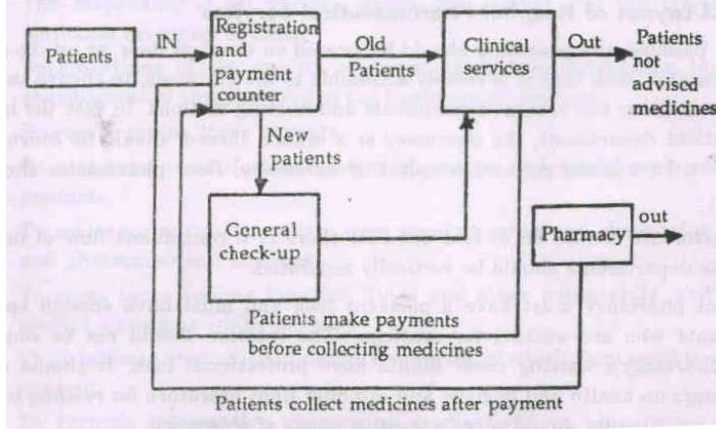 Patients
IN
Registration
and
payment
counter
Old
Patients
Clinical
services
Out
Patients
not
advised
medicines
New
patients
General
check-up
Pharmacy
out
Patients make payments
before collecting medicines
Patients collect medicines after payment